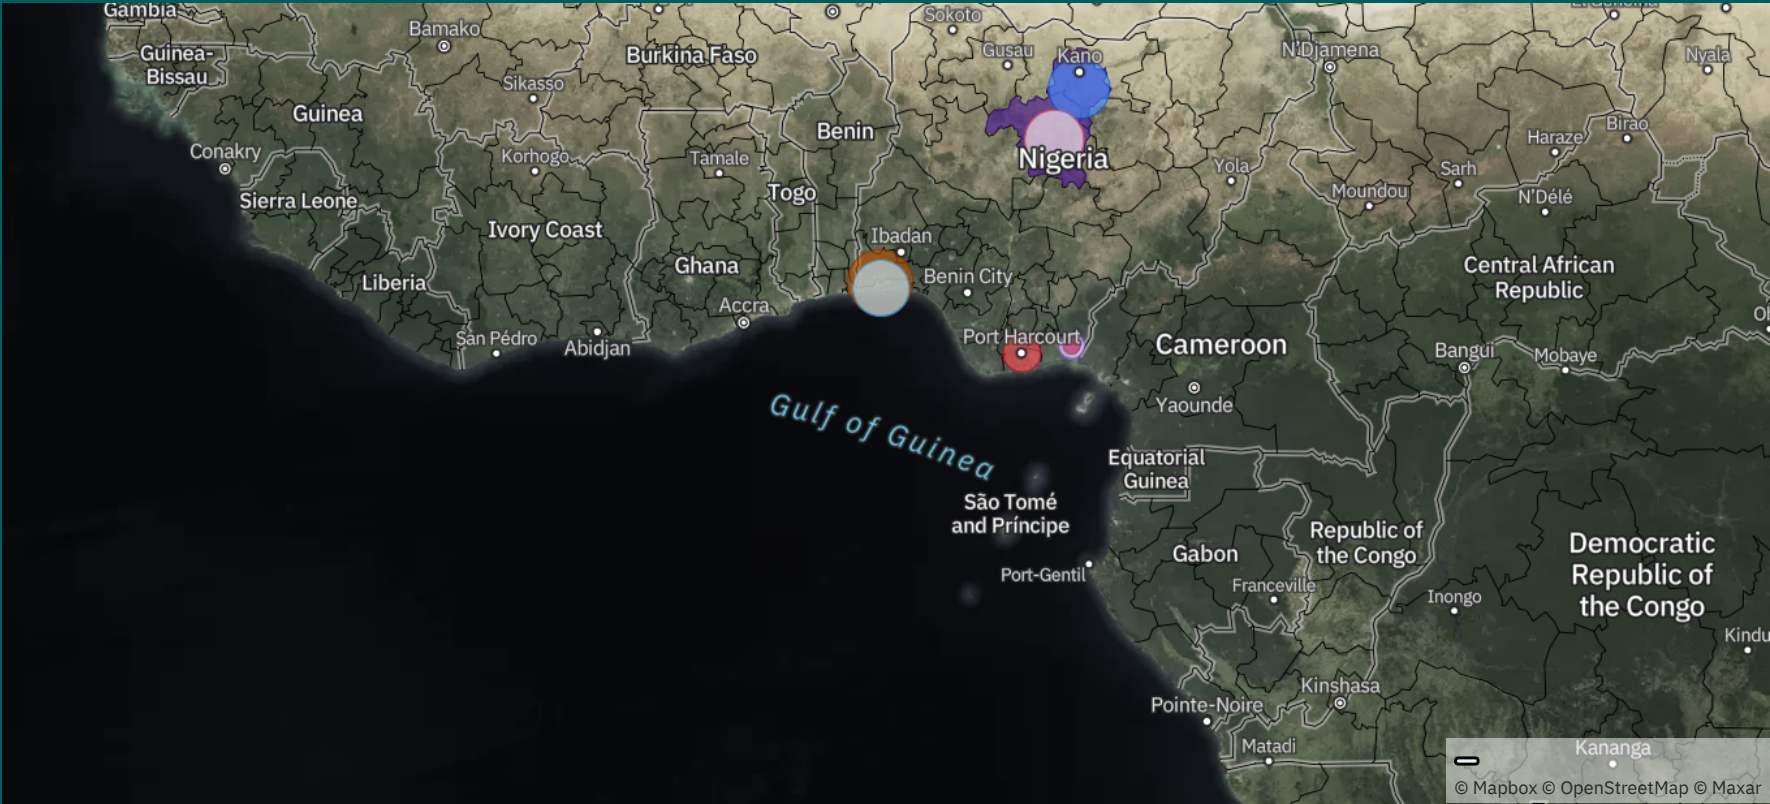 Gambia
Sokoto
Bamako
Gusau
Kano
N'Djamena
Nyala
Guinea-
Bissau
Burkina Faso
Sikasso
Guinea
Benin
Birao
Haraze
Conakry
Korhogo
Tamale
Nigeria
Yola
Sarh
Moundou
N'Délé
Togo
Sierra Leone
Ivory Coast
Ibadan
Ghana
Benin City
Central African
Republic
Liberia
Accra
San Pédro
Abidjan
Port Harcourt
Cameroon
Bangui
Mobaye
Yaounde
Gulf of Guinea
Equatorial
Guinea
São Tomé
and Príncipe
Republic of
the Congo
Gabon
Democratic
Republic of
the Congo
Port-Gentil
Franceville
Inongo
Kindu
Kinshasa
Pointe-Noire
Matadi
Kananga
© Mapbox © OpenStreetMap © Maxar